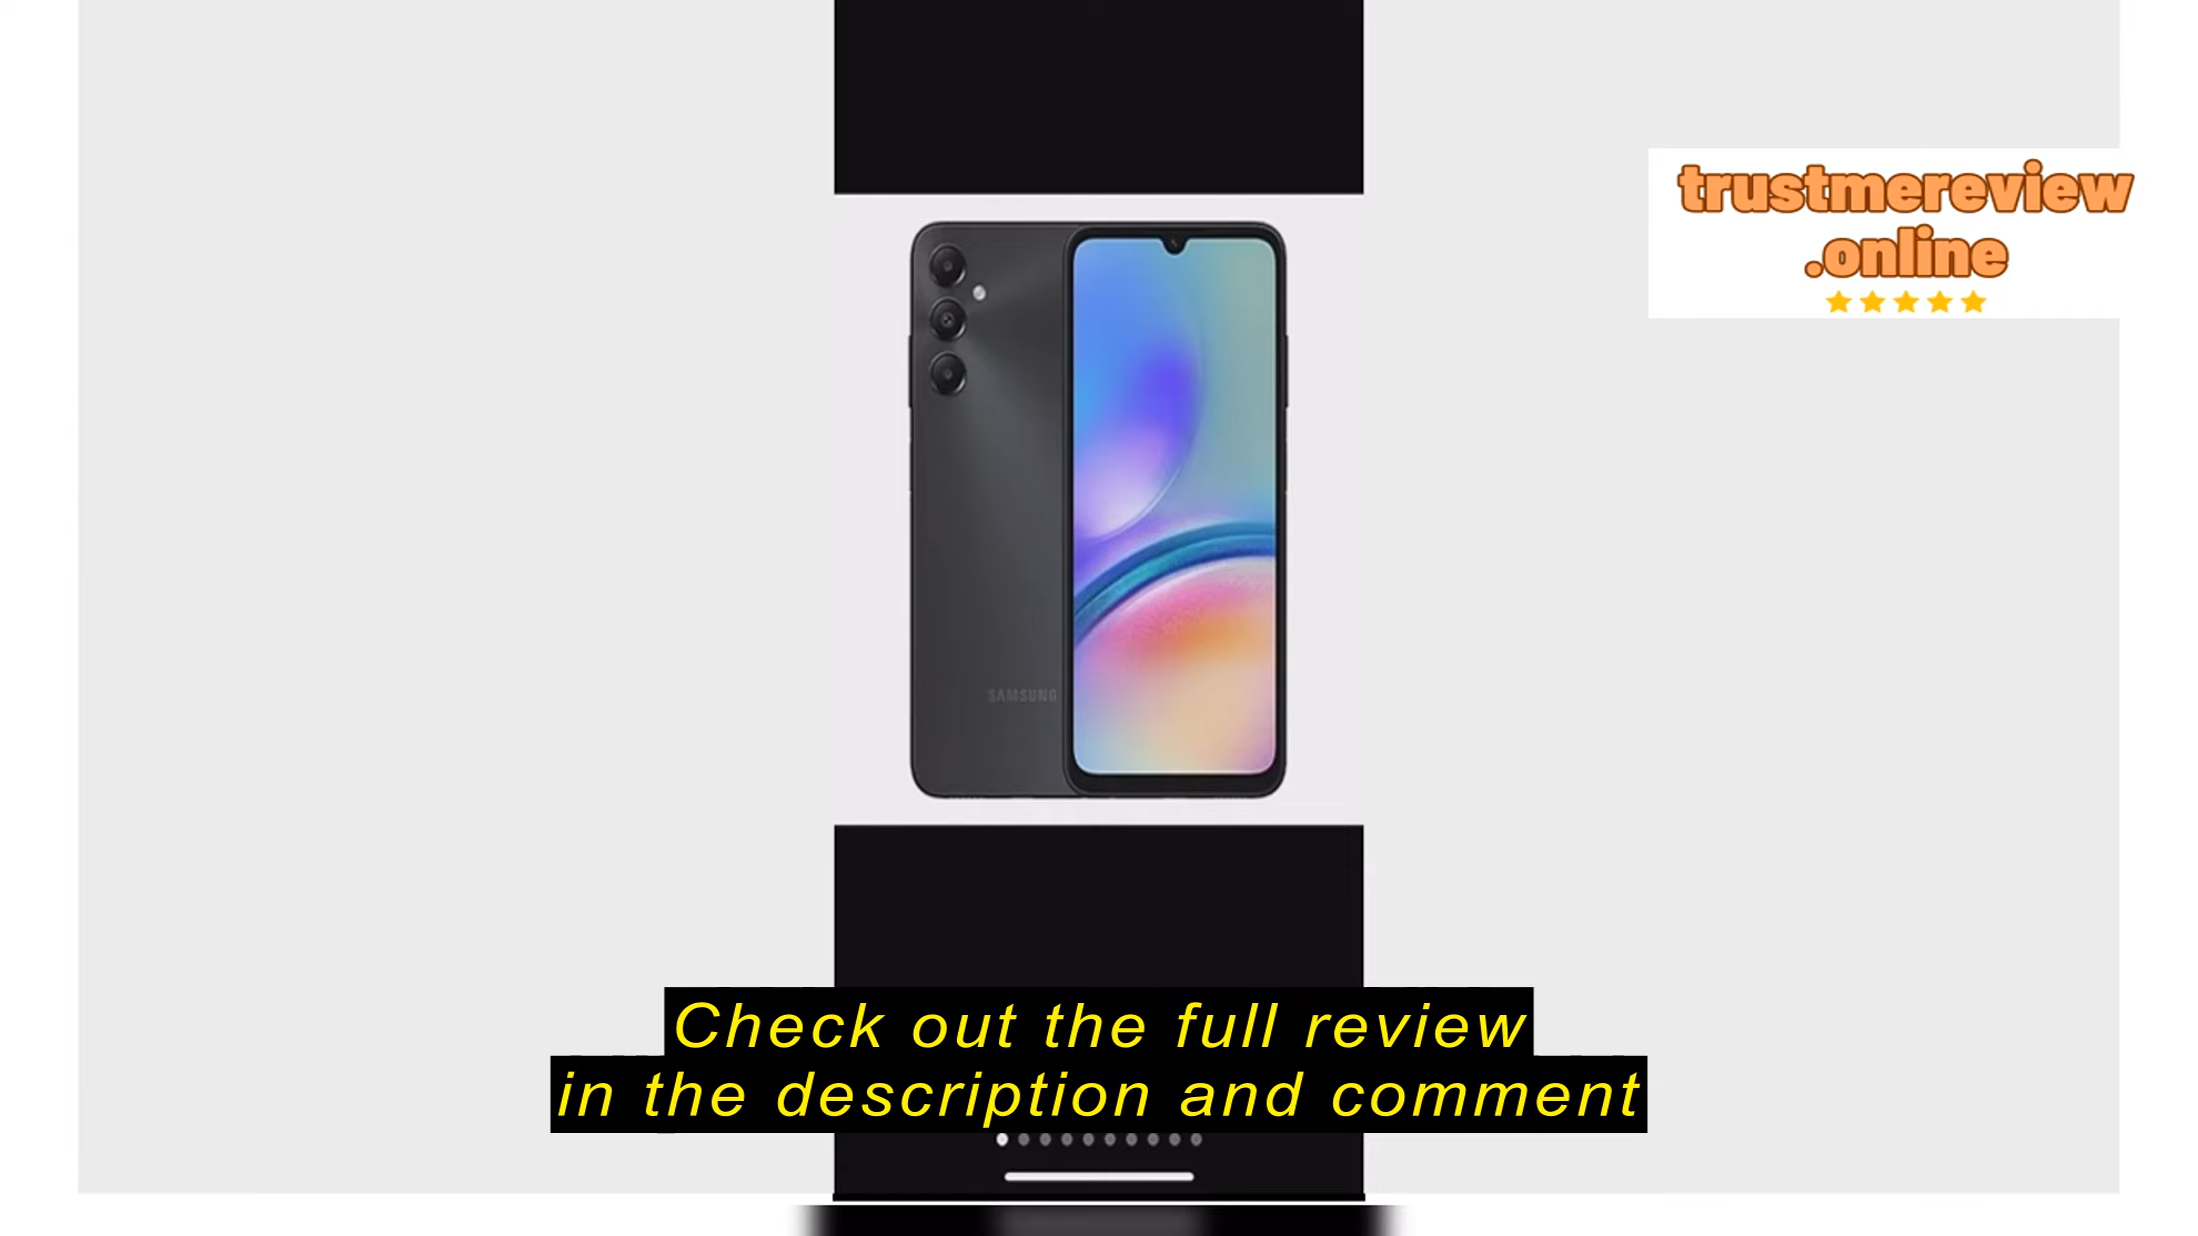 trustmereview
.online
SAMSUNG
Check out the full review
in the description and comment